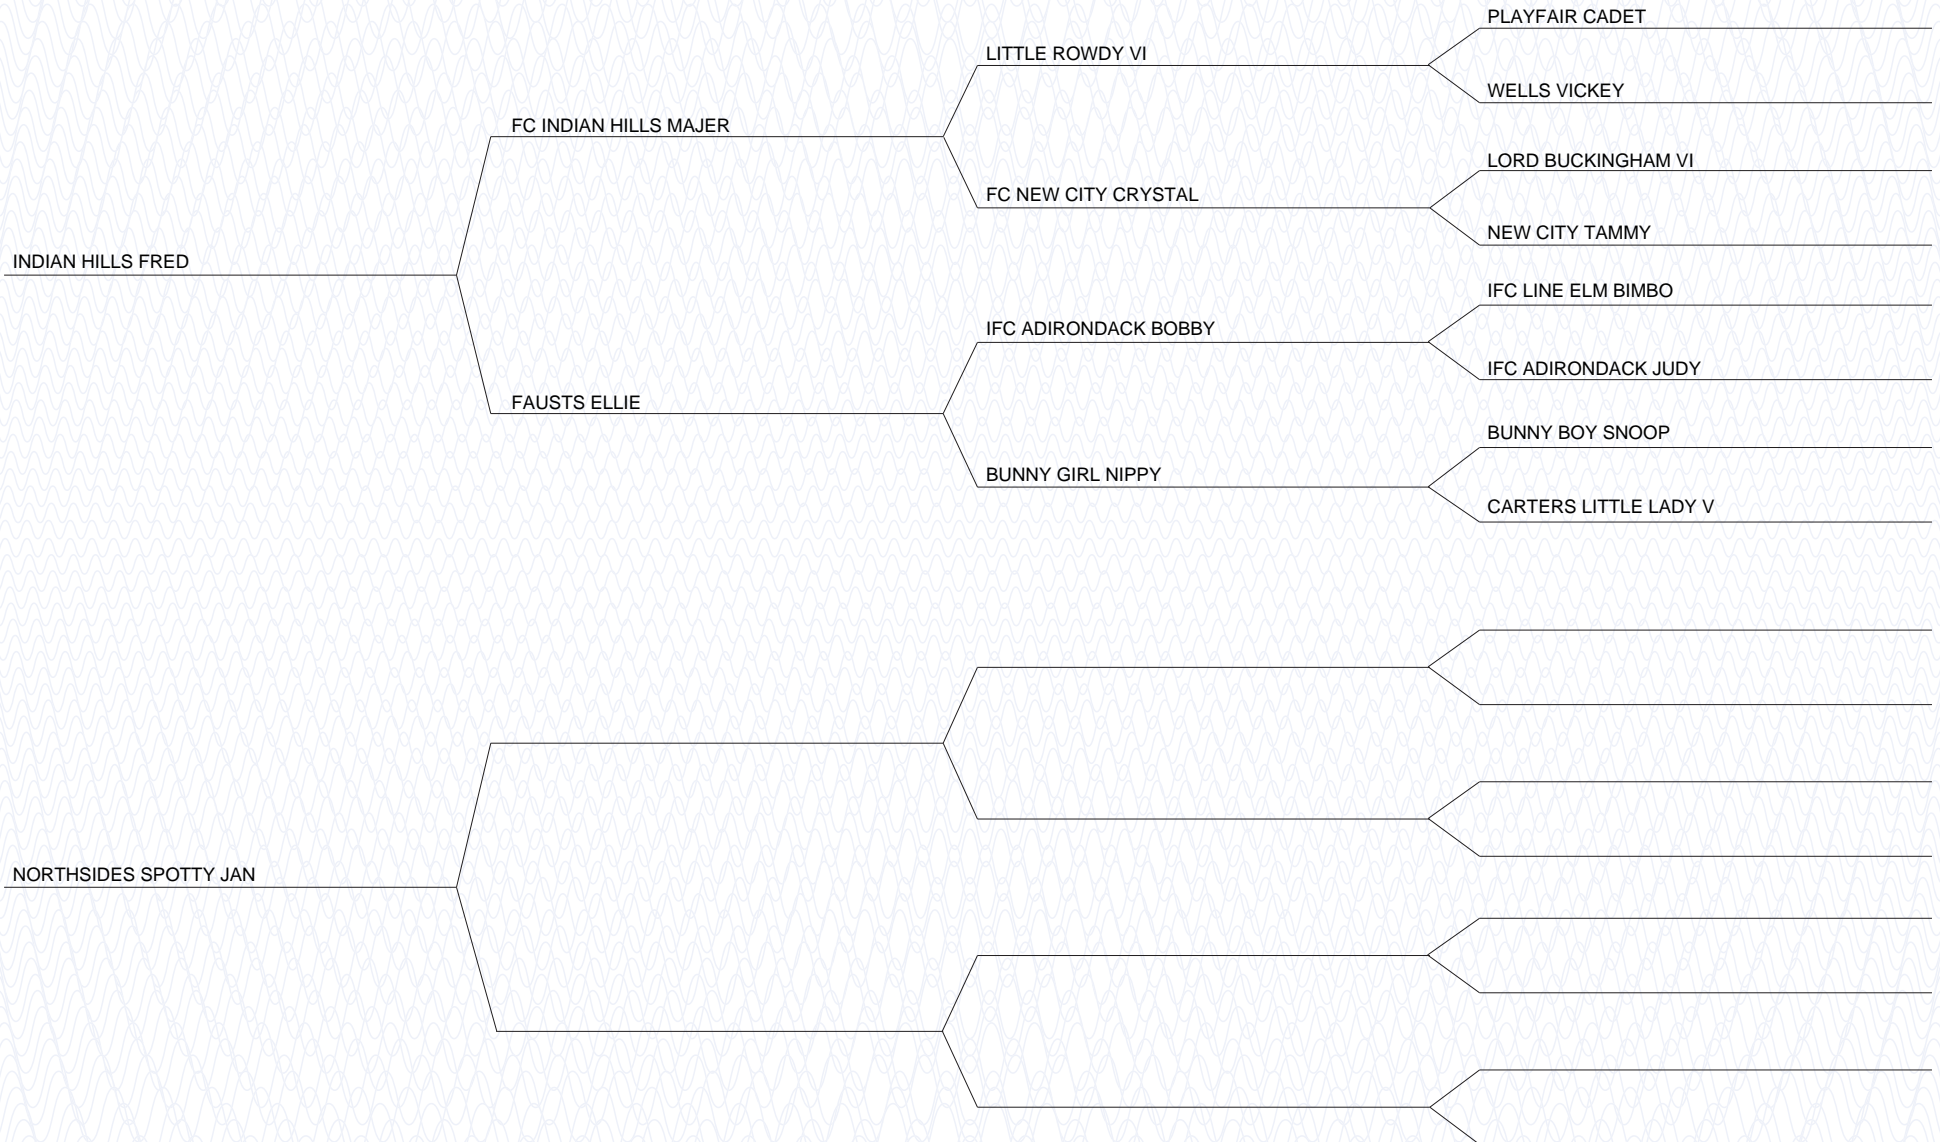 PLAYFAIR CADET
LITTLE ROWDY VI
WELLS VICKEY
FC INDIAN HILLS MAJER
LORD BUCKINGHAM VI
FC NEW CITY CRYSTAL
NEW CITY TAMMY
INDIAN HILLS FRED
IFC LINE ELM BIMBO
IFC ADIRONDACK BOBBY
IFC ADIRONDACK JUDY
FAUSTS ELLIE
BUNNY BOY SNOOP
BUNNY GIRL NIPPY
CARTERS LITTLE LADY V
NORTHSIDES SPOTTY JAN